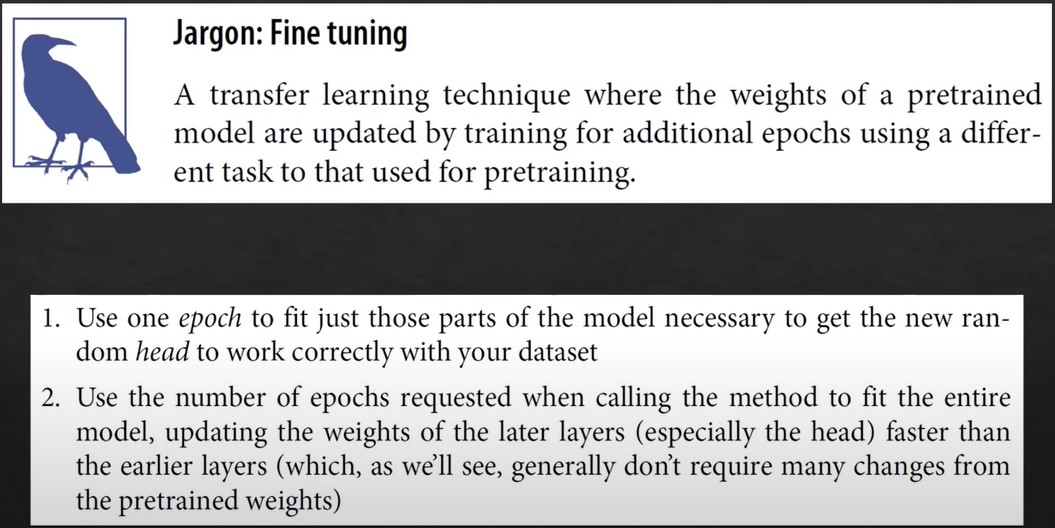 Jargon: Fine tuning
A transfer learning technique where the weights of a pretrained
model are updated by training for additional epochs using a differ-
ent task to that used for pretraining.
1. Use one epoch to fit just those parts of the model necessary to get the new ran-
dom head to work correctly with your dataset
2. Use the number of epochs requested when calling the method to fit the entire
model, updating the weights of the later layers (especially the head) faster than
the earlier layers (which, as we’ll see, generally don’t require many changes from
the pretrained weights)